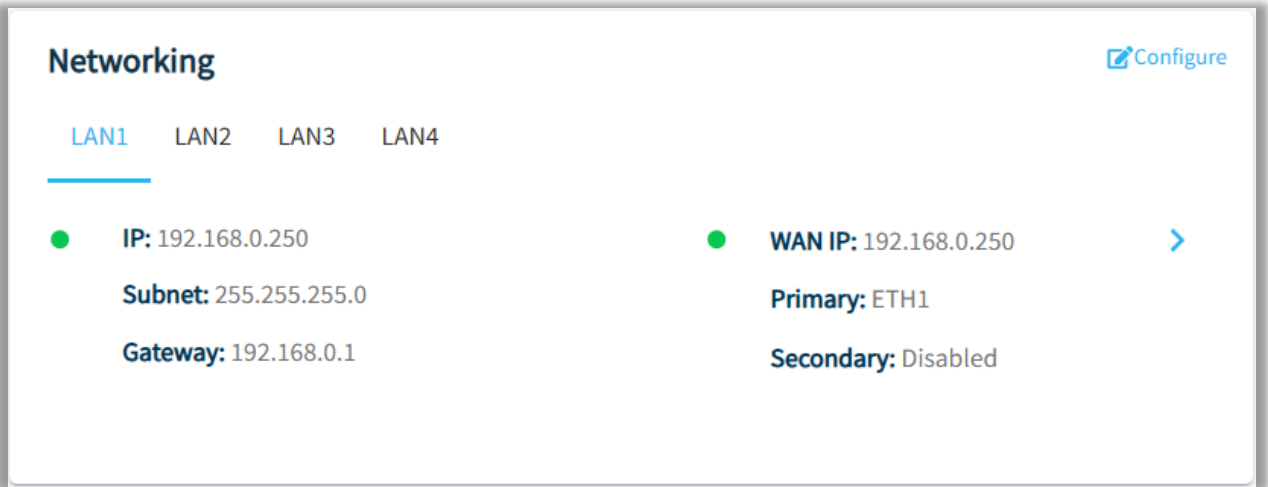 Networking
Configure
LAN1 LAN2 LAN3 LAN4
IP: 192.168.0.250
Subnet: 255.255.255.0
Gateway: 192.168.0.1
WAN IP: 192.168.0.250
Primary: ETH1
Secondary: Disabled